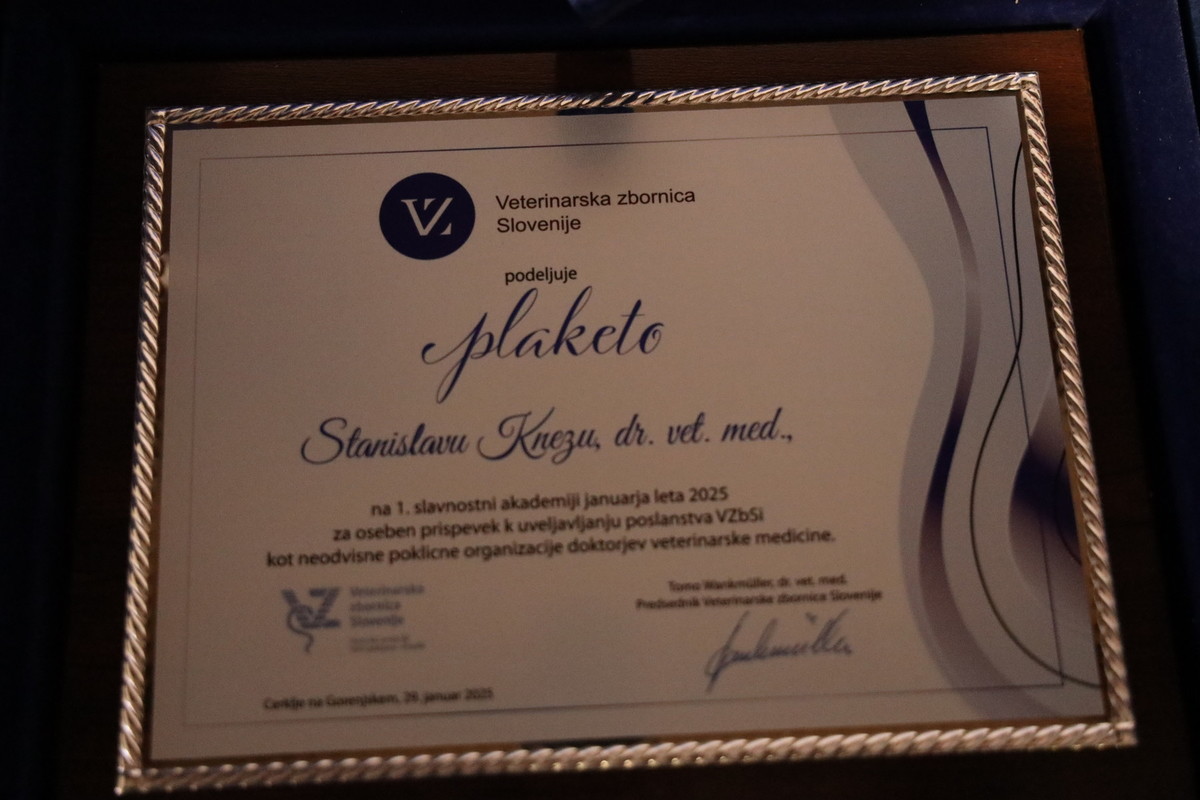 VZ
Veterinarska zbornica
Slovenije
podeljuje
plaketo
Stanislavu Knezu, dr. vet. med.,
na 1. slavnostni akademiji januarja leta 2025
za oseben prispevek k uveljavljanju poslanstva VZbSi
kot neodvisne poklicne organizacije doktorjev veterinarske medicine.
VZ
Veterinarska
zbornica
Slovenije
Tomo Wankmüller, dr. vet. med.
Predsednik Veterinarske zbornice Slovenije
Cerklje na Gorenjskem, januar 2025